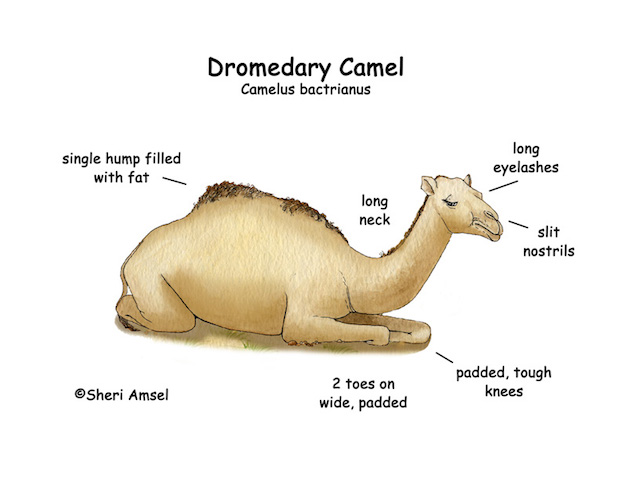 Dromedary Camel
Camelus bactrianus
single hump filled
with fat
long
neck
long
eyelashes
slit
nostrils
padded, tough
knees
2 toes on
wide, padded
©Sheri Amsel